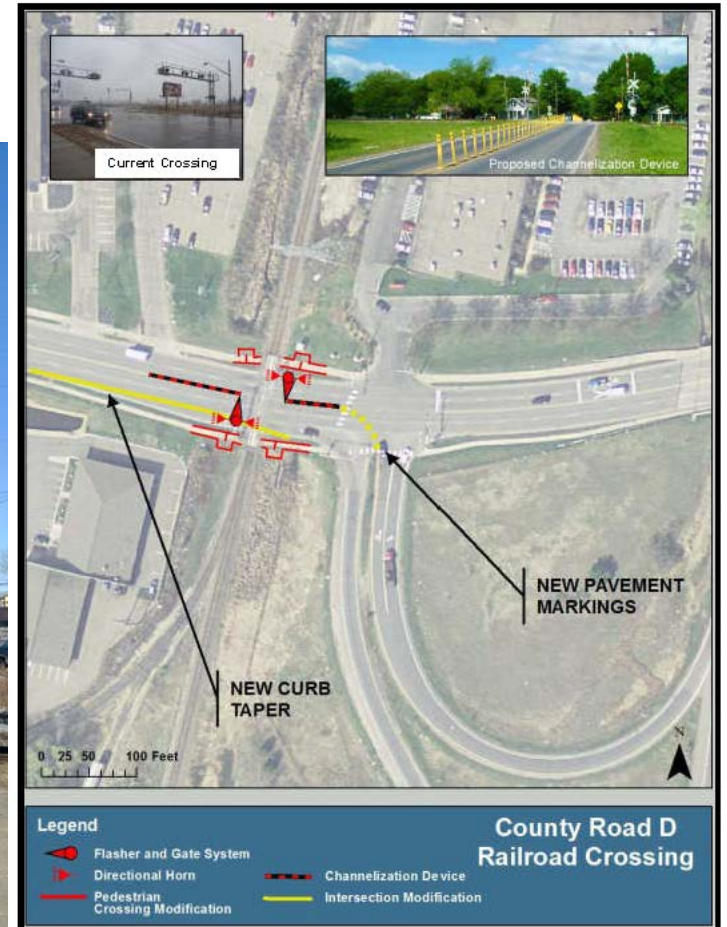 Current Crossing
Proposed Channelization Device
NEW PAVEMENT
MARKINGS
NEW CURB
TAPER
0 25 50 100 Feet
N
Legend
County Road D
Railroad Crossing
Flasher and Gate System
Directional Horn
Channelization Device
Pedestrian
Crossing Modification
Intersection Modification